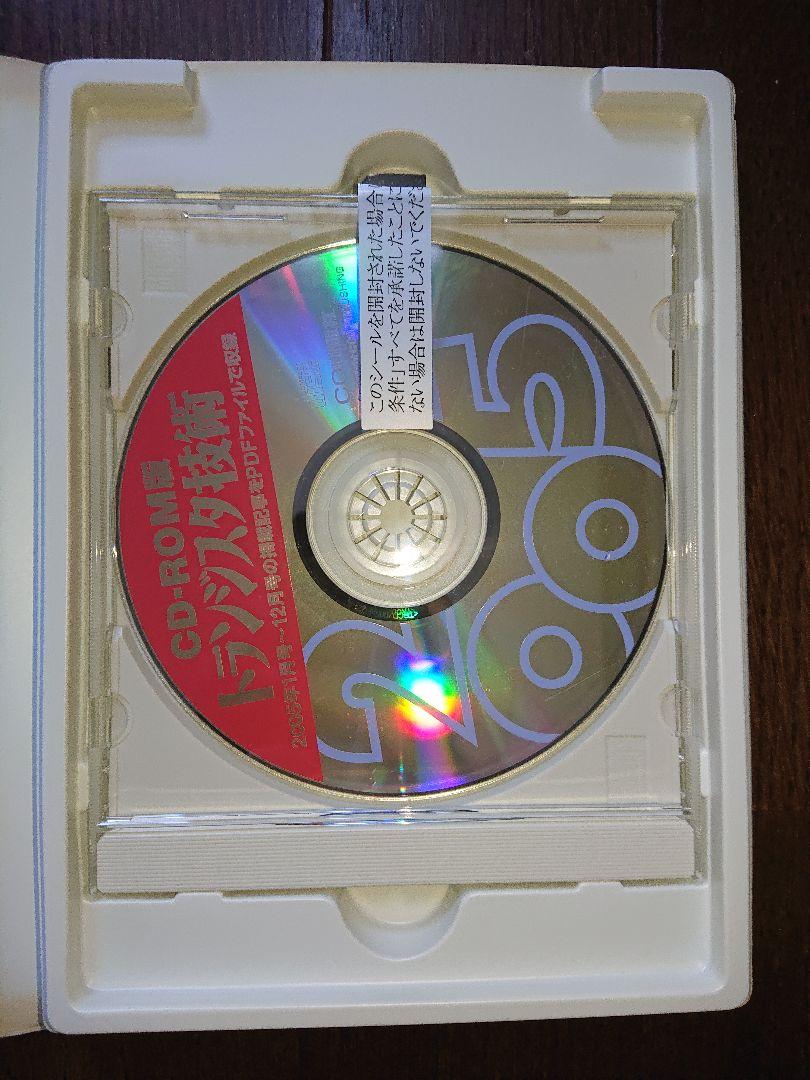 CD-ROM版
トランジスタ技術
2005年1月号〜12月号の掲載記事をPDFファイルで収録
2005
このシールを開封された場合
条件」すべてを承諾したことに
ない場合は開封しないでくだ